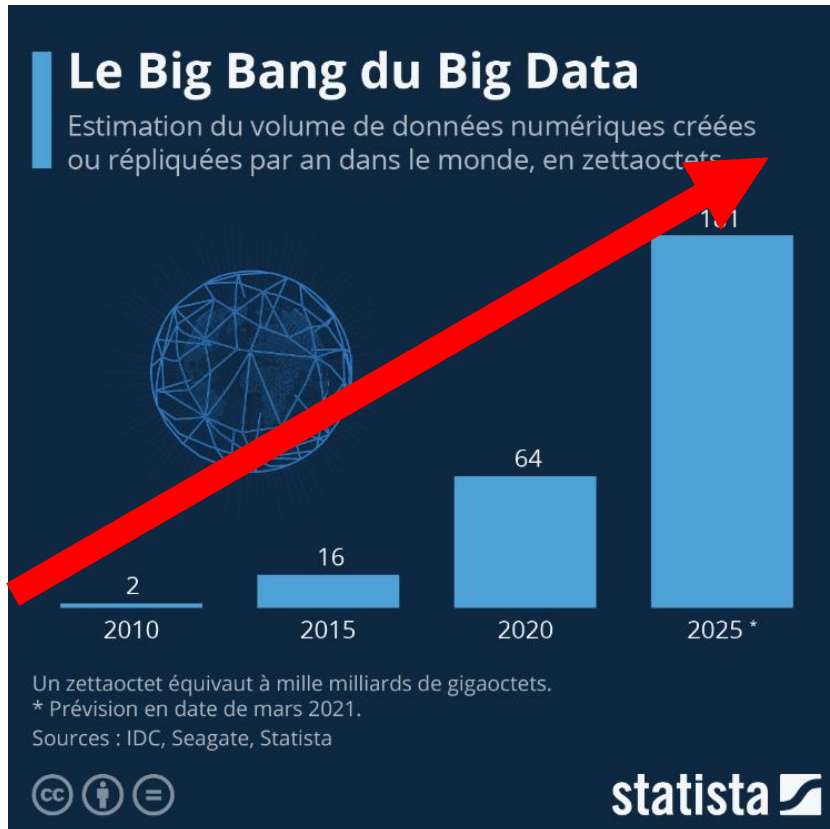 Le Big Bang du Big Data
Estimation du volume de données numériques créées
ou répliquées par an dans le monde, en zettaoctets
181
64
16
2
2010 2015 2020 2025 *
Un zettaoctet équivaut à mille milliards de gigaoctets.
* Prévision en date de mars 2021.
Sources : IDC, Seagate, Statista
cc =
statista